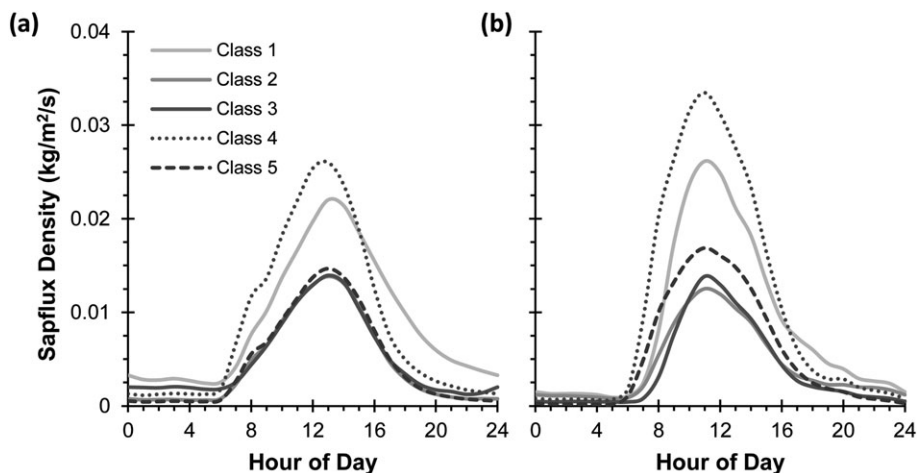 (a)
(b)
Sapflux Density (kg/m²/s)
0.04
0.03
0.02
0.01
0
Class 1
Class 2
Class 3
Class 4
Class 5
0 4 8 12 16 20 24
0 4 8 12 16 20 24
Hour of Day
Hour of Day